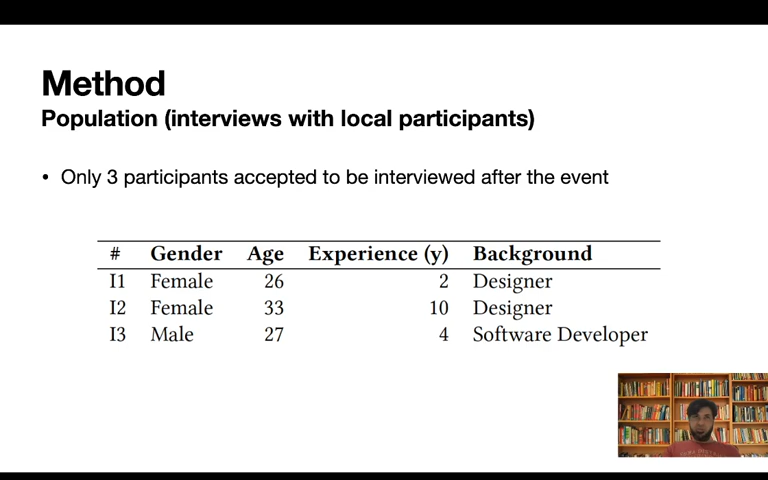 Method
Population (interviews with local participants)
• Only 3 participants accepted to be interviewed after the event
# Gender Age Experience (y) Background
I1 Female 26 2 Designer
I2 Female 33 10 Designer
I3 Male 27 4 Software Developer